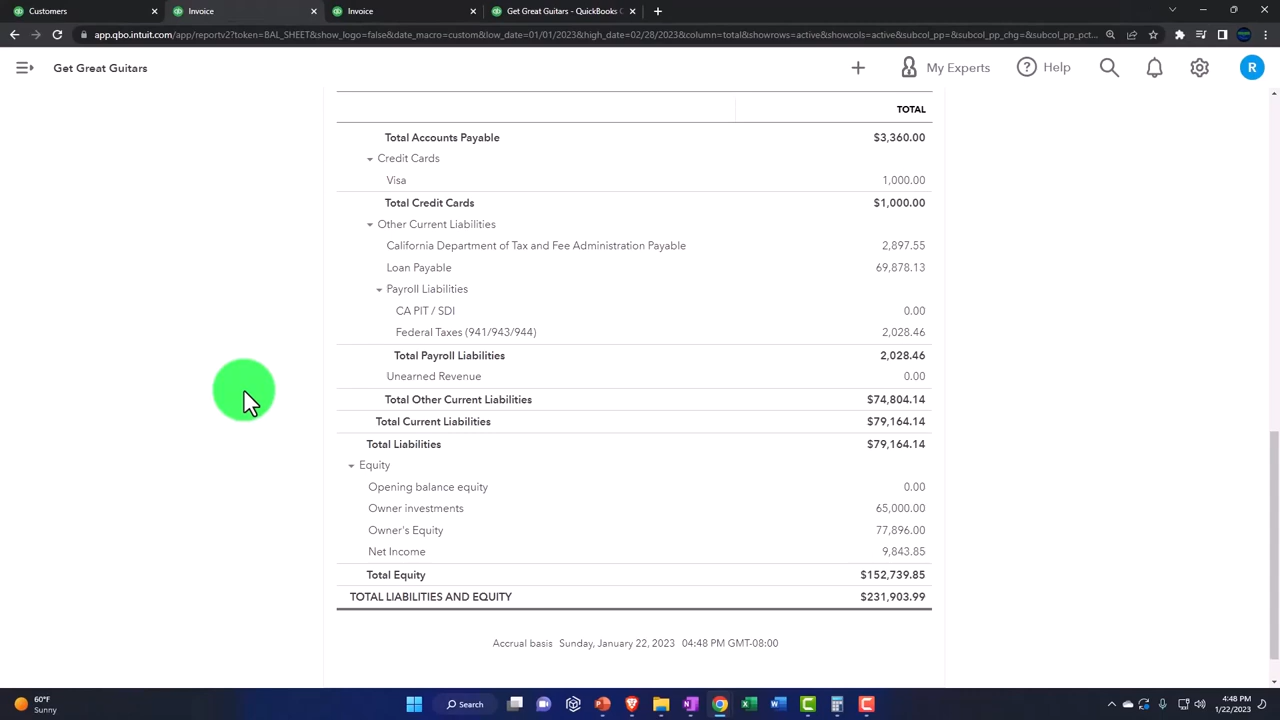 Customers
Invoice
Invoice
Get Great Guitars - QuickBooks C
app.qbo.intuit.com/app/reportv2?token=BAL_SHEET&show_logo=false&date_macro=custom&low_date=01/01/2023&high_date=02/28/2023&column=total&showrows=active&showcols=active&subcol_pp=&subcol_pp_chg=&subcol_pp_pct...
Get Great Guitars
My Experts
Help
R
TOTAL
Total Accounts Payable $3,360.00
Credit Cards
Visa 1,000.00
Total Credit Cards $1,000.00
Other Current Liabilities
California Department of Tax and Fee Administration Payable 2,897.55
Loan Payable 69,878.13
Payroll Liabilities
CA PIT / SDI 0.00
Federal Taxes (941/943/944) 2,028.46
Total Payroll Liabilities 2,028.46
Unearned Revenue 0.00
Total Other Current Liabilities $74,804.14
Total Current Liabilities $79,164.14
Total Liabilities $79,164.14
Equity
Opening balance equity 0.00
Owner investments 65,000.00
Owner's Equity 77,896.00
Net Income 9,843.85
Total Equity $152,739.85
TOTAL LIABILITIES AND EQUITY $231,903.99
Accrual basis Sunday, January 22, 2023 04:48 PM GMT-08:00
60°F
Sunny
Search
4:48 PM
1/22/2023